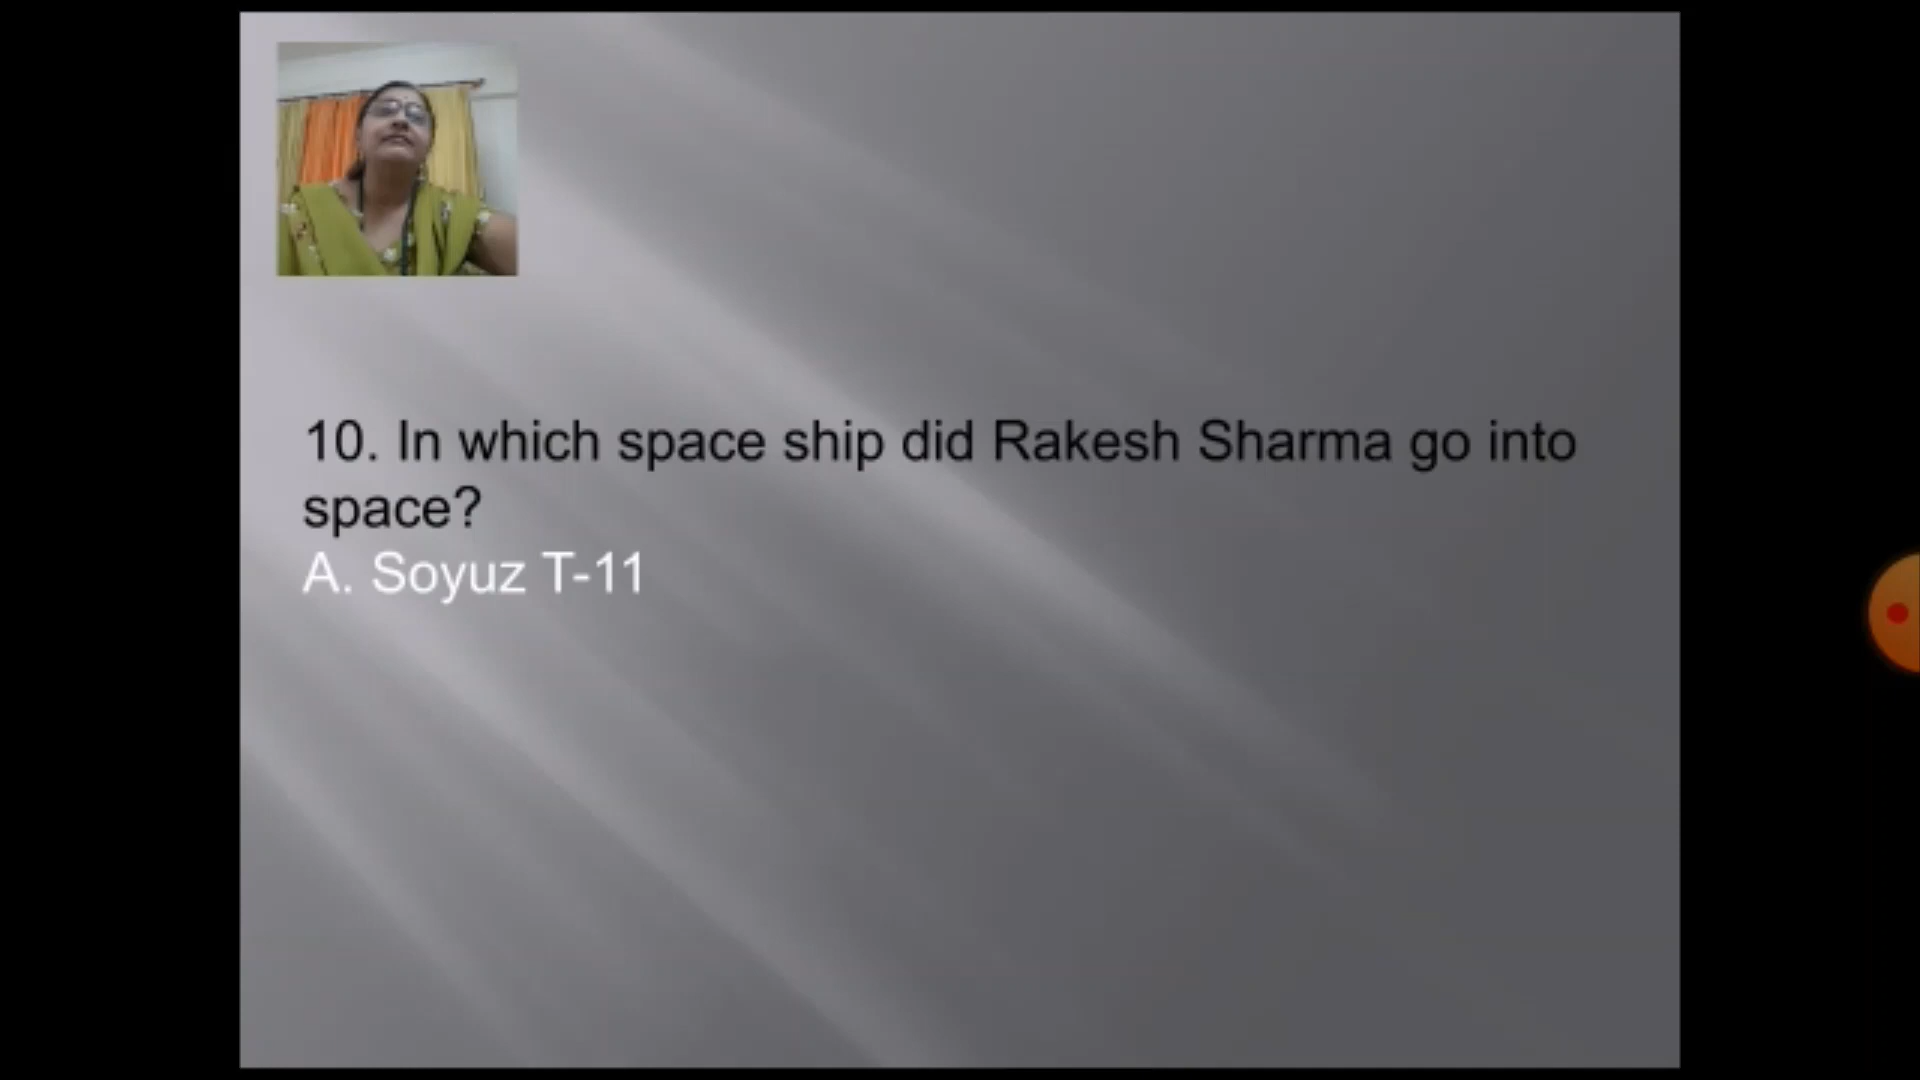 10. In which space ship did Rakesh Sharma go into
space?
A. Soyuz T-11